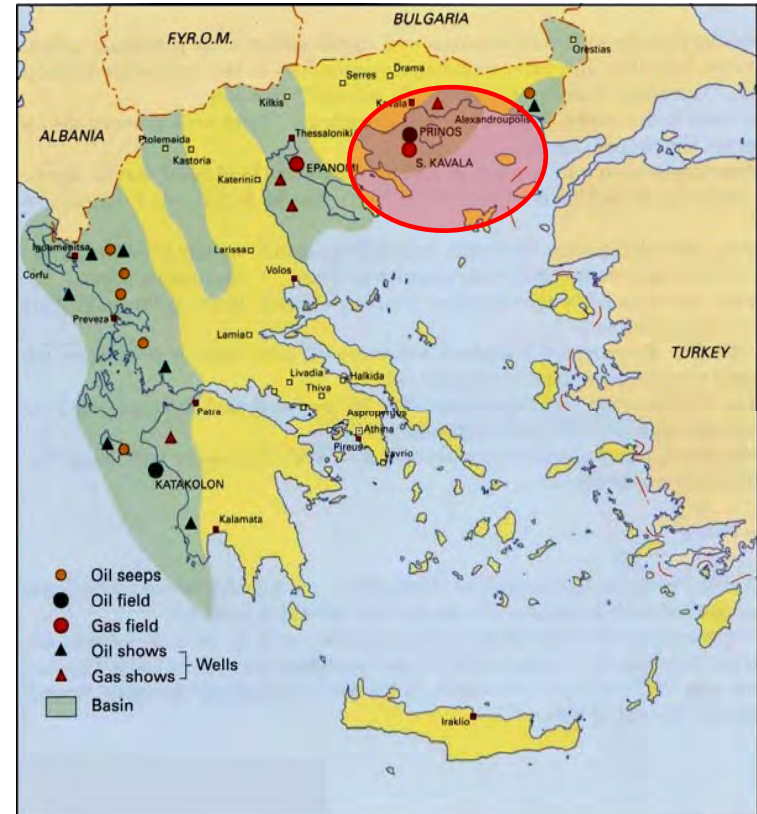 BULGARIA
F.Y.R.O.M.
Orestias
Drama
Serres
Kilkis
Kavala
Alexandroupolis
ALBANIA
Thessaloniki
PRINOS
Ptolemaida
Kastoria
EPANOMI
S. KAVALA
Katerini
Igoumenitsa
Larissa
Corfu
Volos
Preveza
Lamia
TURKEY
Livadia
Halkida
Thiva
Patra
Aspropyrgos
Athina
Pireus
Lavrio
KATAKOLON
Kalamata
Oil seeps
Oil field
Gas field
Oil shows
Wells
Gas shows
Basin
Iraklio